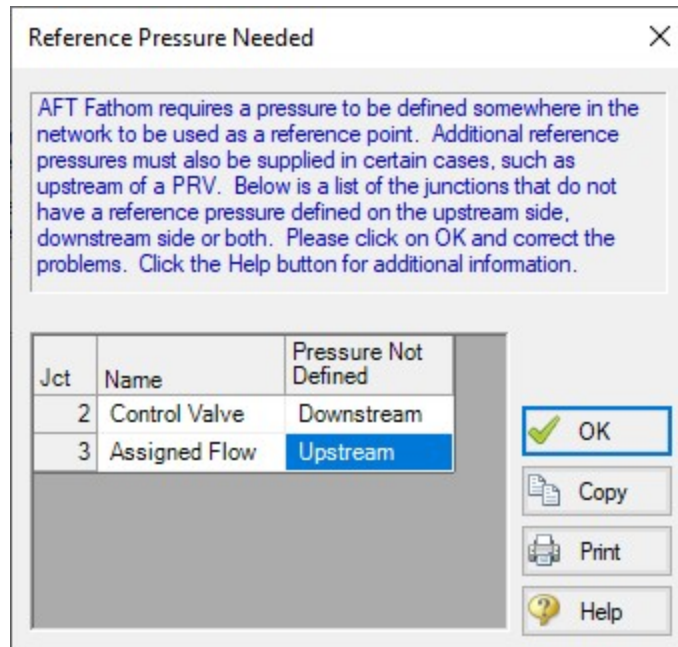 Reference Pressure Needed
AFT Fathom requires a pressure to be defined somewhere in the
network to be used as a reference point.  Additional reference
pressures must also be supplied in certain cases, such as
upstream of a PRV.  Below is a list of the junctions that do not
have a reference pressure defined on the upstream side,
downstream side or both.  Please click on OK and correct the
problems.  Click the Help button for additional information.
Jct Name Pressure Not Defined
2 Control Valve Downstream
3 Assigned Flow Upstream
OK
Copy
Print
Help